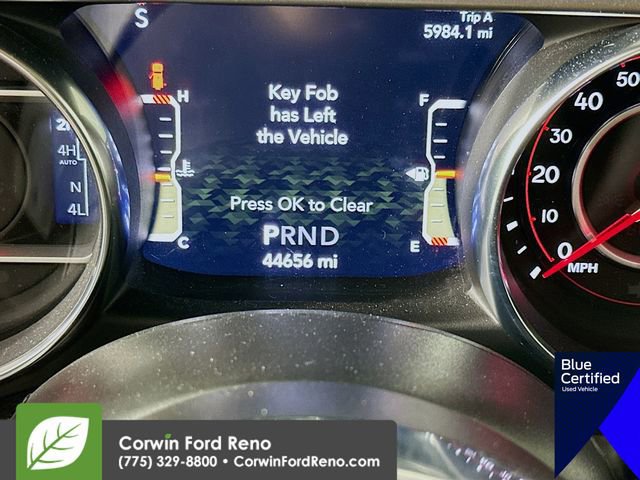 S
Trip A
5984.1 mi
H
Key Fob
has Left
the Vehicle
F
2H
4H
AUTO
N
4L
Press OK to Clear
PRND
C
E
44656 mi
50
40
30
20
10
0
MPH
Blue
Certified
Used Vehicle
Corwin Ford Reno
(775) 329-8800 • CorwinFordReno.com